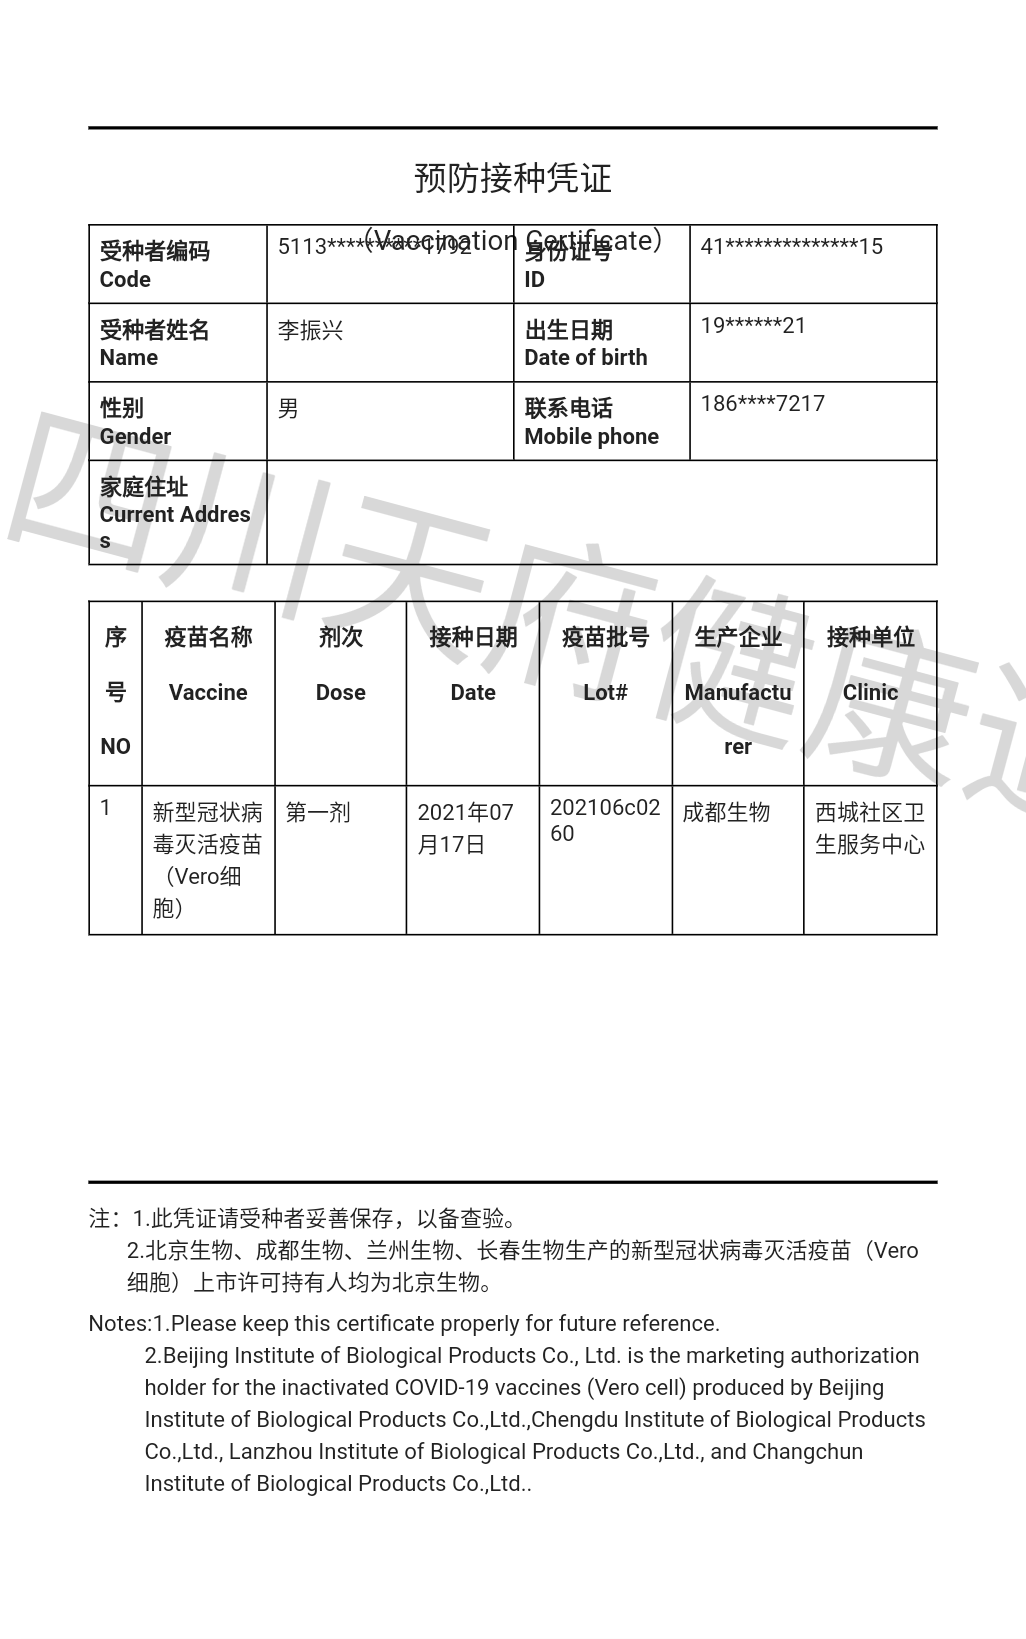 预防接种凭证
（Vaccination Certificate）
受种者编码
Code
5113**********1792
身份证号
ID
41**************15
受种者姓名
Name
李振兴
出生日期
Date of birth
19******21
性别
Gender
男
联系电话
Mobile phone
186****7217
家庭住址
Current Addres
s
序
号
NO
疫苗名称
Vaccine
剂次
Dose
接种日期
Date
疫苗批号
Lot#
生产企业
Manufactu
rer
接种单位
Clinic
1
新型冠状病
毒灭活疫苗
（Vero细
胞）
第一剂
2021年07
月17日
202106c02
60
成都生物
西城社区卫
生服务中心
四川天府健康通
注：1.此凭证请受种者妥善保存，以备查验。
2.北京生物、成都生物、兰州生物、长春生物生产的新型冠状病毒灭活疫苗（Vero
细胞）上市许可持有人均为北京生物。
Notes:1.Please keep this certificate properly for future reference.
2.Beijing Institute of Biological Products Co., Ltd. is the marketing authorization
holder for the inactivated COVID-19 vaccines (Vero cell) produced by Beijing
Institute of Biological Products Co.,Ltd.,Chengdu Institute of Biological Products
Co.,Ltd., Lanzhou Institute of Biological Products Co.,Ltd., and Changchun
Institute of Biological Products Co.,Ltd..